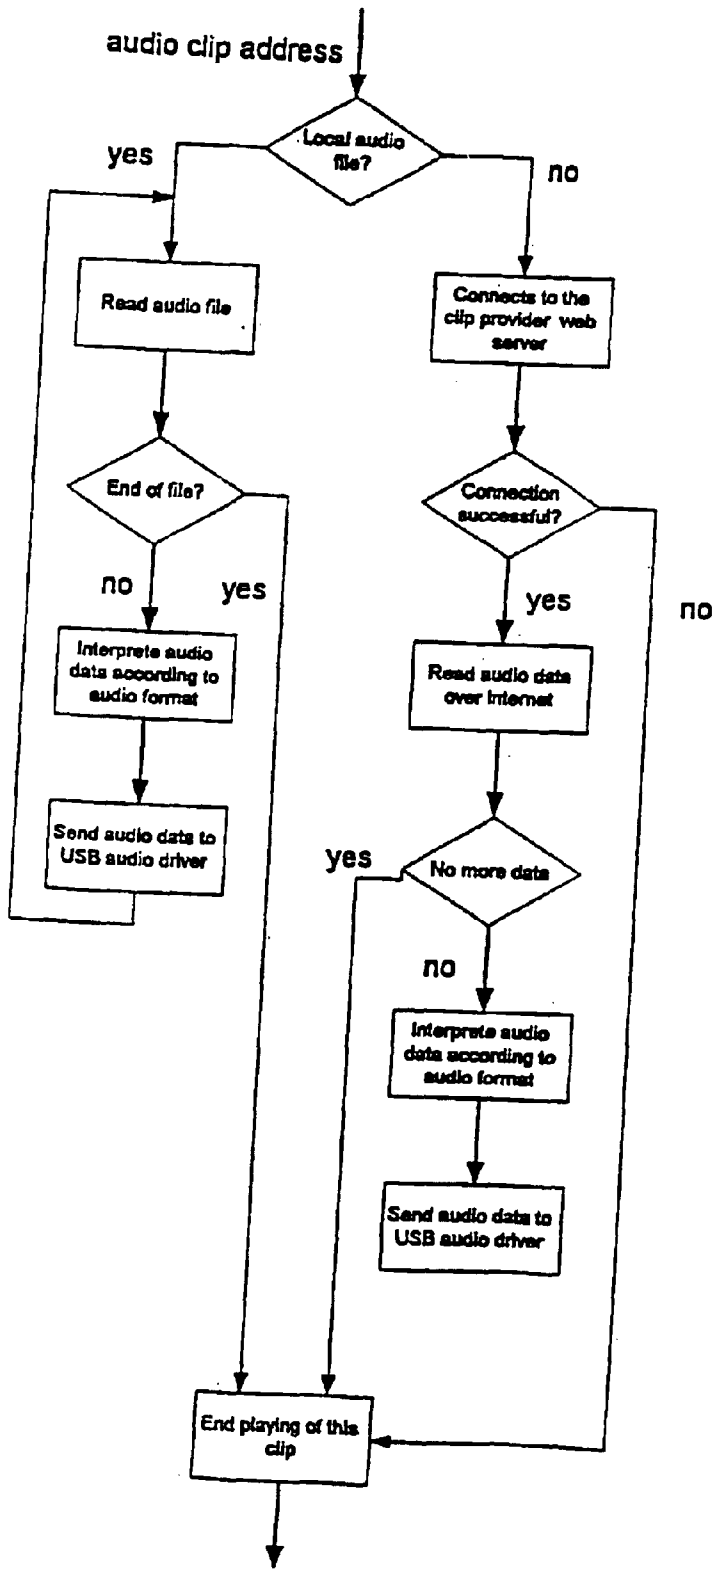 audio clip address
Local audio
file?
yes
no
Read audio file
Connects to the
clip provider web
server
End of file?
Connection
successful?
no
yes
yes
no
Interprete audio
data according to
audio format
Read audio data
over Internet
Send audio data to
USB audio driver
yes
No more data
no
Interprete audio
data according to
audio format
Send audio data to
USB audio driver
End playing of this
clip